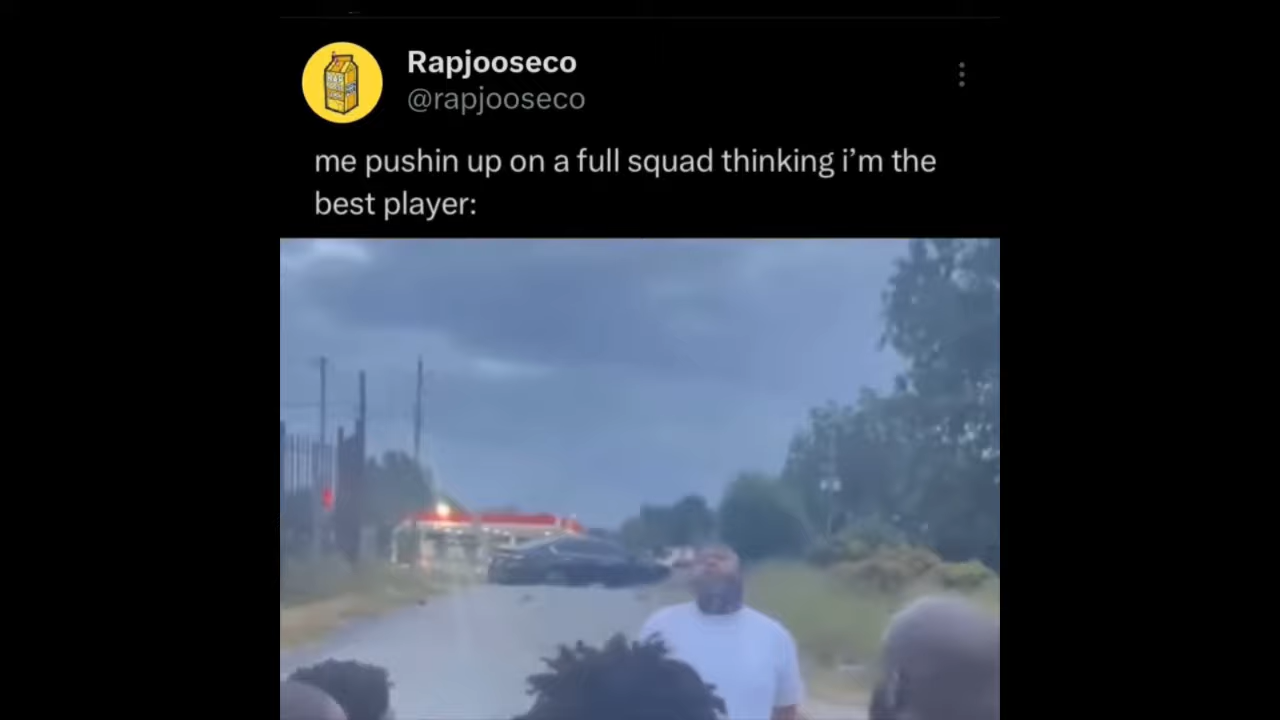 Rapjooseco
@rapjooseco
me pushin up on a full squad thinking i’m the
best player: